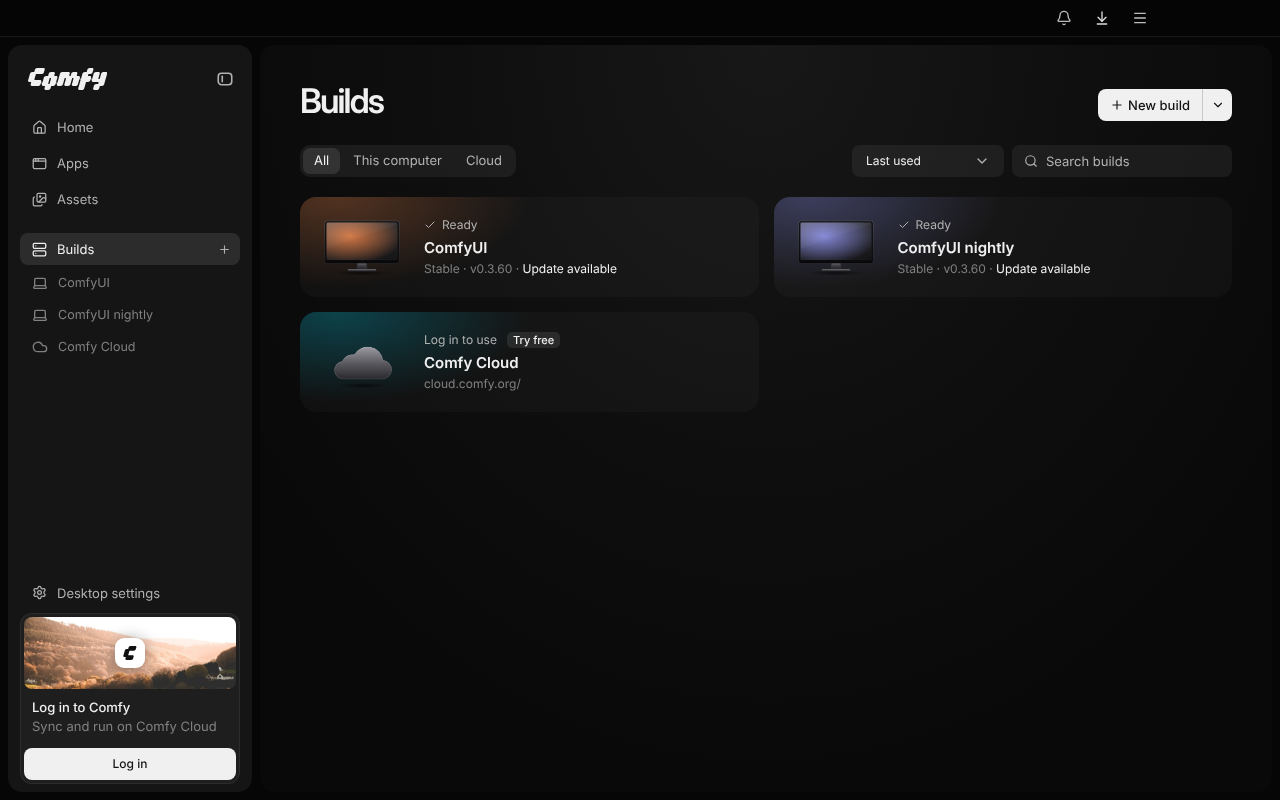 Comfy
Home
Apps
Assets
Builds
ComfyUI
ComfyUI nightly
Comfy Cloud
Desktop settings
Log in to Comfy
Sync and run on Comfy Cloud
Log in
Builds
New build
All
This computer
Cloud
Last used
Search builds
Ready
ComfyUI
Stable · v0.3.60 · Update available
Ready
ComfyUI nightly
Stable · v0.3.60 · Update available
Log in to use
Try free
Comfy Cloud
cloud.comfy.org/